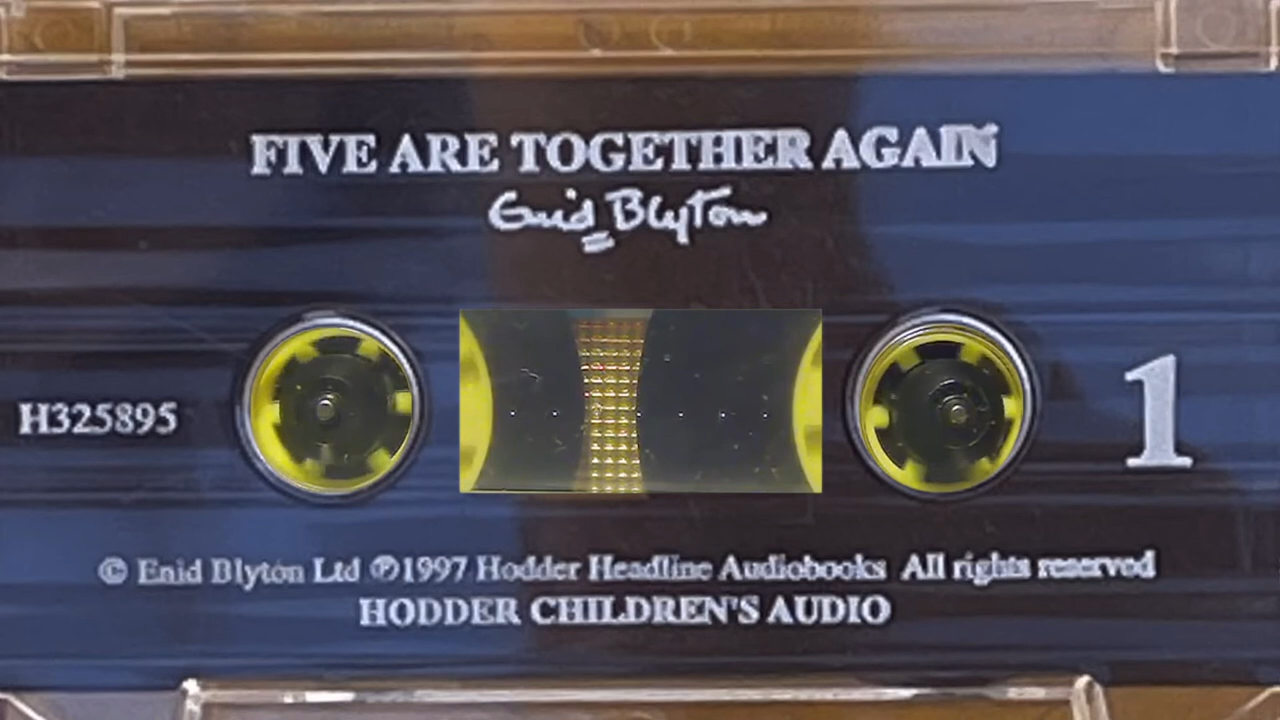 FIVE ARE TOGETHER AGAIN
Enid Blyton
H325895
1
© Enid Blyton Ltd ℗1997 Hodder Headline Audiobooks All rights reserved
HODDER CHILDREN'S AUDIO